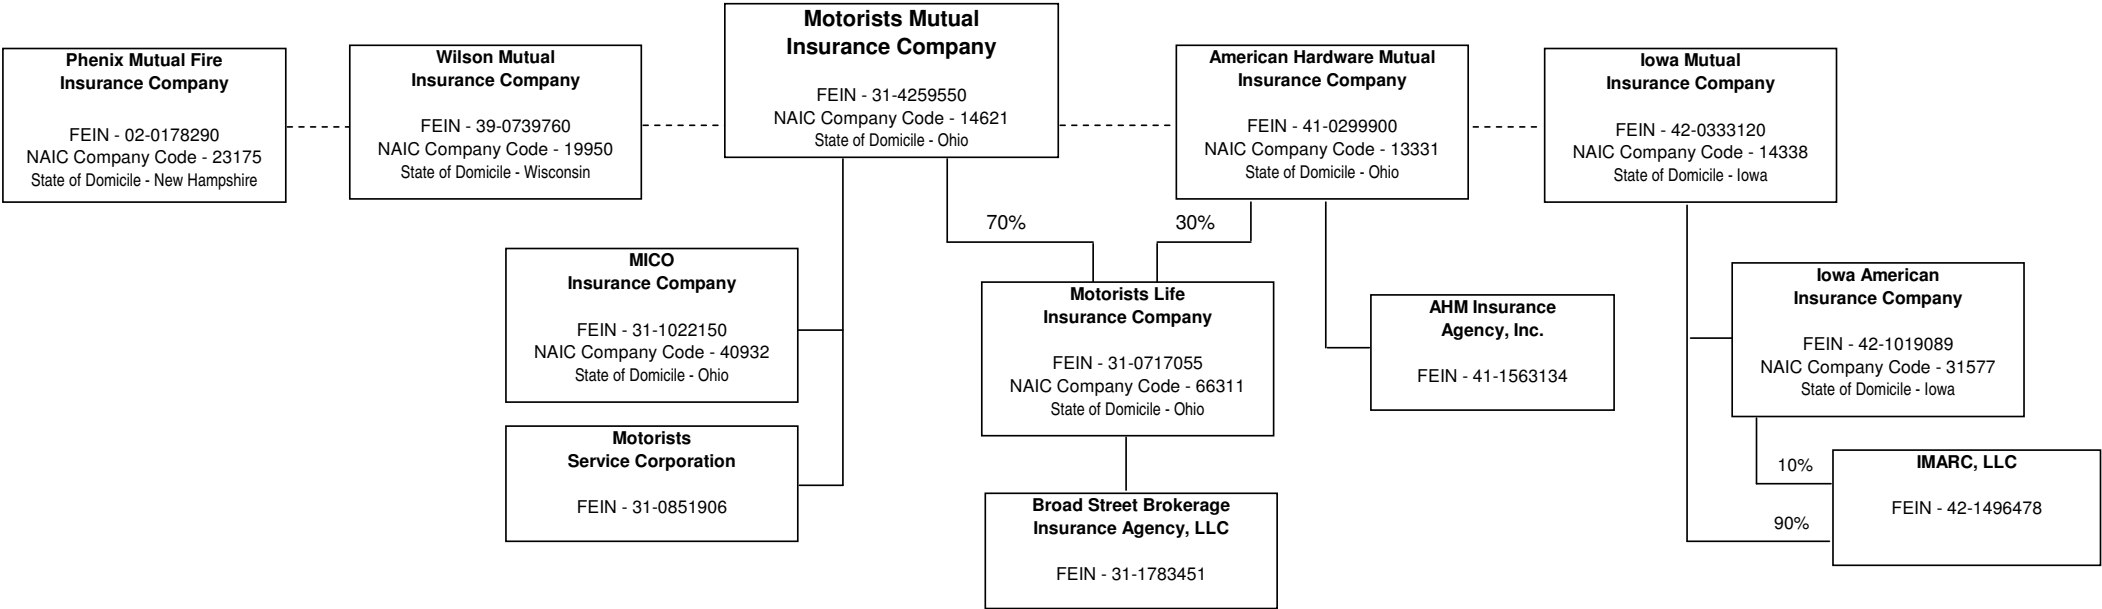 Phenix Mutual Fire
Insurance Company
FEIN - 02-0178290
NAIC Company Code - 23175
State of Domicile - New Hampshire
Wilson Mutual
Insurance Company
FEIN - 39-0739760
NAIC Company Code - 19950
State of Domicile - Wisconsin
Motorists Mutual
Insurance Company
FEIN - 31-4259550
NAIC Company Code - 14621
State of Domicile - Ohio
American Hardware Mutual
Insurance Company
FEIN - 41-0299900
NAIC Company Code - 13331
State of Domicile - Ohio
Iowa Mutual
Insurance Company
FEIN - 42-0333120
NAIC Company Code - 14338
State of Domicile - Iowa
70%
30%
MICO
Insurance Company
FEIN - 31-1022150
NAIC Company Code - 40932
State of Domicile - Ohio
Motorists Life
Insurance Company
FEIN - 31-0717055
NAIC Company Code - 66311
State of Domicile - Ohio
AHM Insurance
Agency, Inc.
FEIN - 41-1563134
Iowa American
Insurance Company
FEIN - 42-1019089
NAIC Company Code - 31577
State of Domicile - Iowa
Motorists
Service Corporation
FEIN - 31-0851906
Broad Street Brokerage
Insurance Agency, LLC
FEIN - 31-1783451
10%
90%
IMARC, LLC
FEIN - 42-1496478